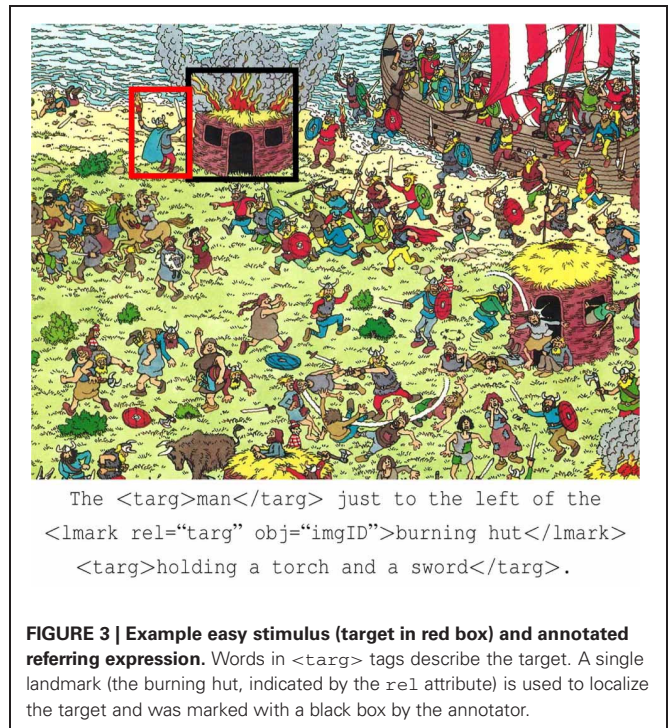 The <targ>man</targ> just to the left of the
<lmark rel=“targ” obj=“imgID”>burning hut</lmark>
<targ>holding a torch and a sword</targ>.
FIGURE 3 | Example easy stimulus (target in red box) and annotated
referring expression. Words in <targ> tags describe the target. A single
landmark (the burning hut, indicated by the rel attribute) is used to localize
the target and was marked with a black box by the annotator.